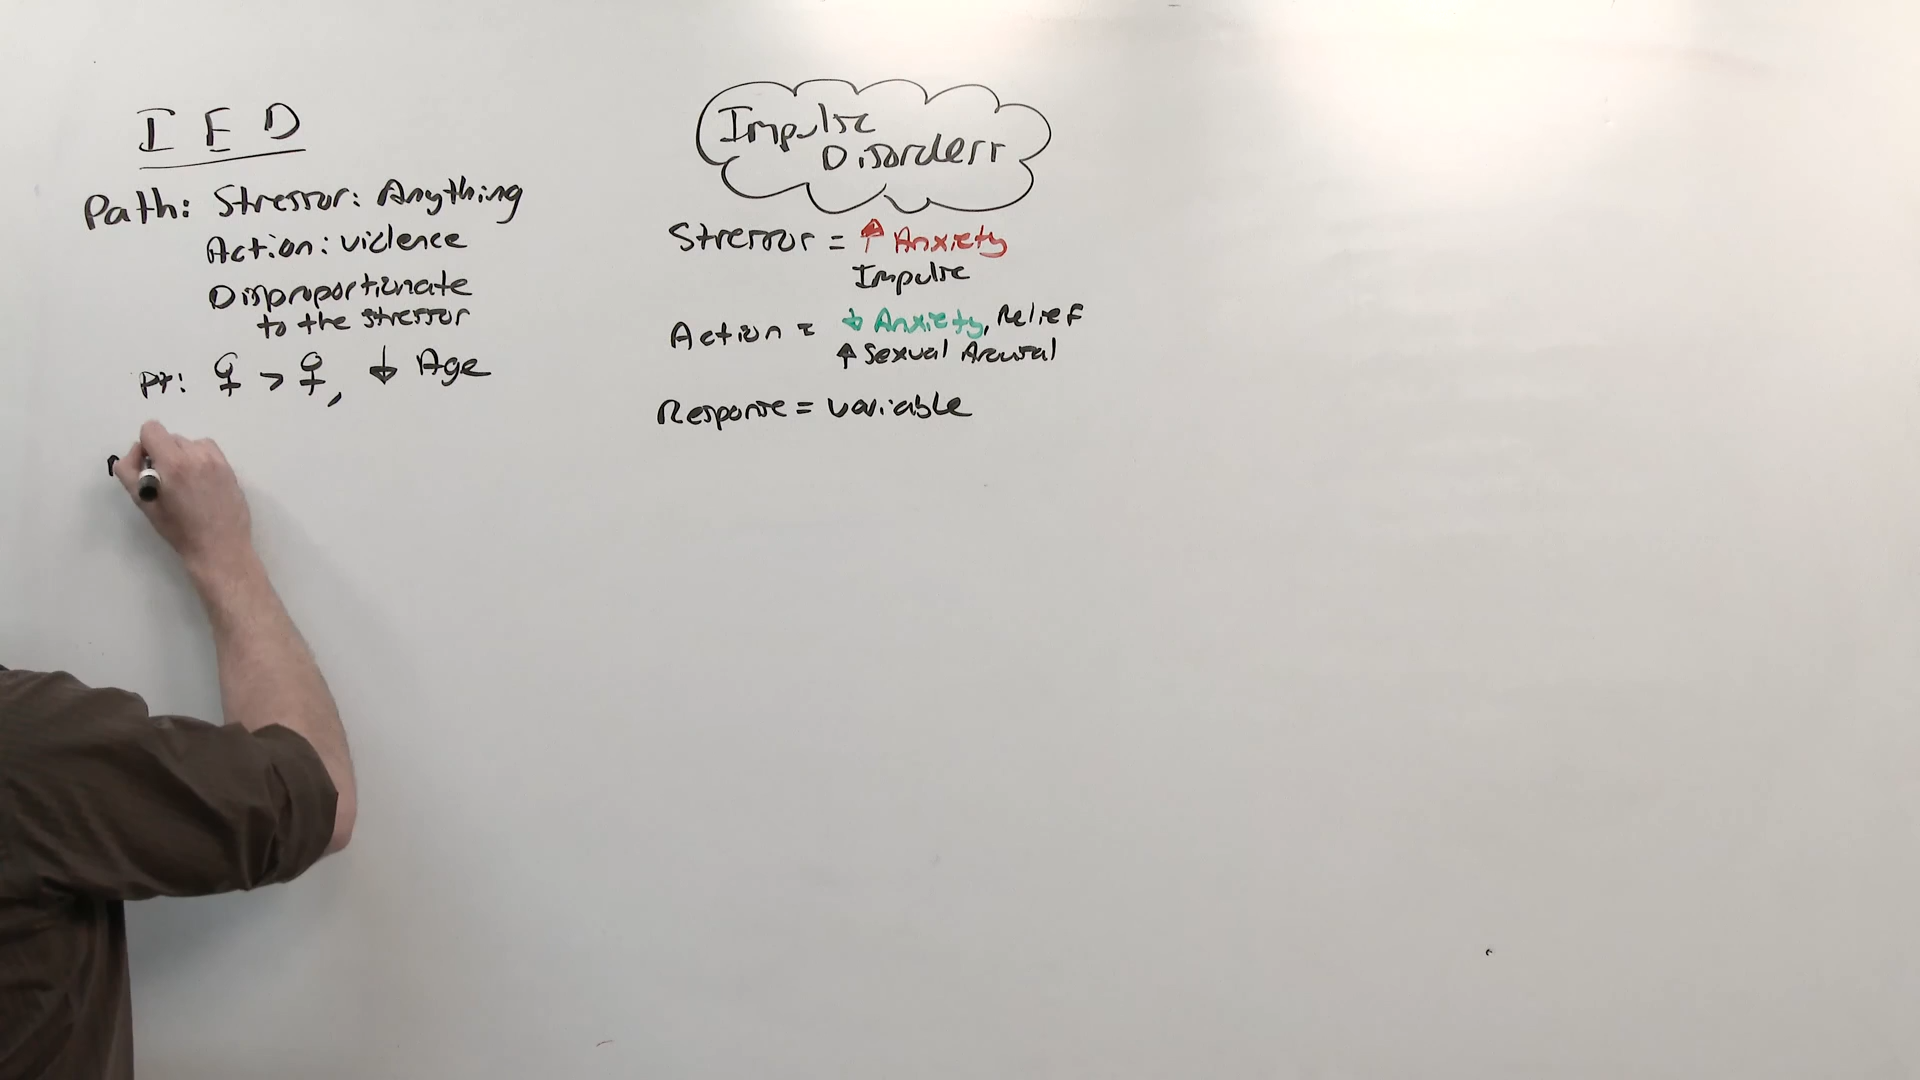 IED
Path: Stressor: Anything
Action: violence
Disproportionate
to the stressor
Pt: ♀ > ♀, ↓ Age
Impulse
Disorders
Stressor = ↑ Anxiety
Impulse
Action = ↓ Anxiety, Relief
↑ Sexual Arousal
Response = variable